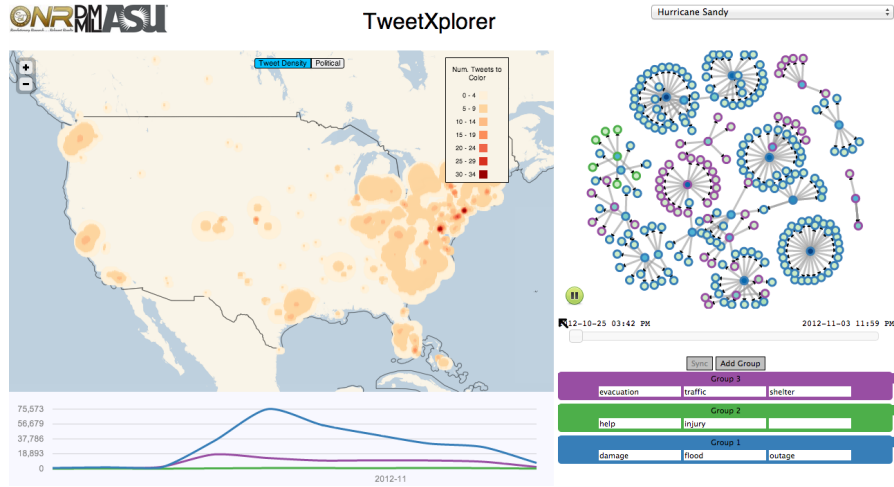 ONR
DM
ML
ASU
TweetXplorer
Hurricane Sandy
+
−
Tweet Density
Political
Num. Tweets to
Color
0 - 4
5 - 9
10 - 14
15 - 19
20 - 24
25 - 29
30 - 34
12-10-25 03:42 PM
2012-11-03 11:59 PM
Sync
Add Group
Group 3
evacuation
traffic
shelter
Group 2
help
injury
Group 1
damage
flood
outage
75,573
56,679
37,786
18,893
0
2012-11